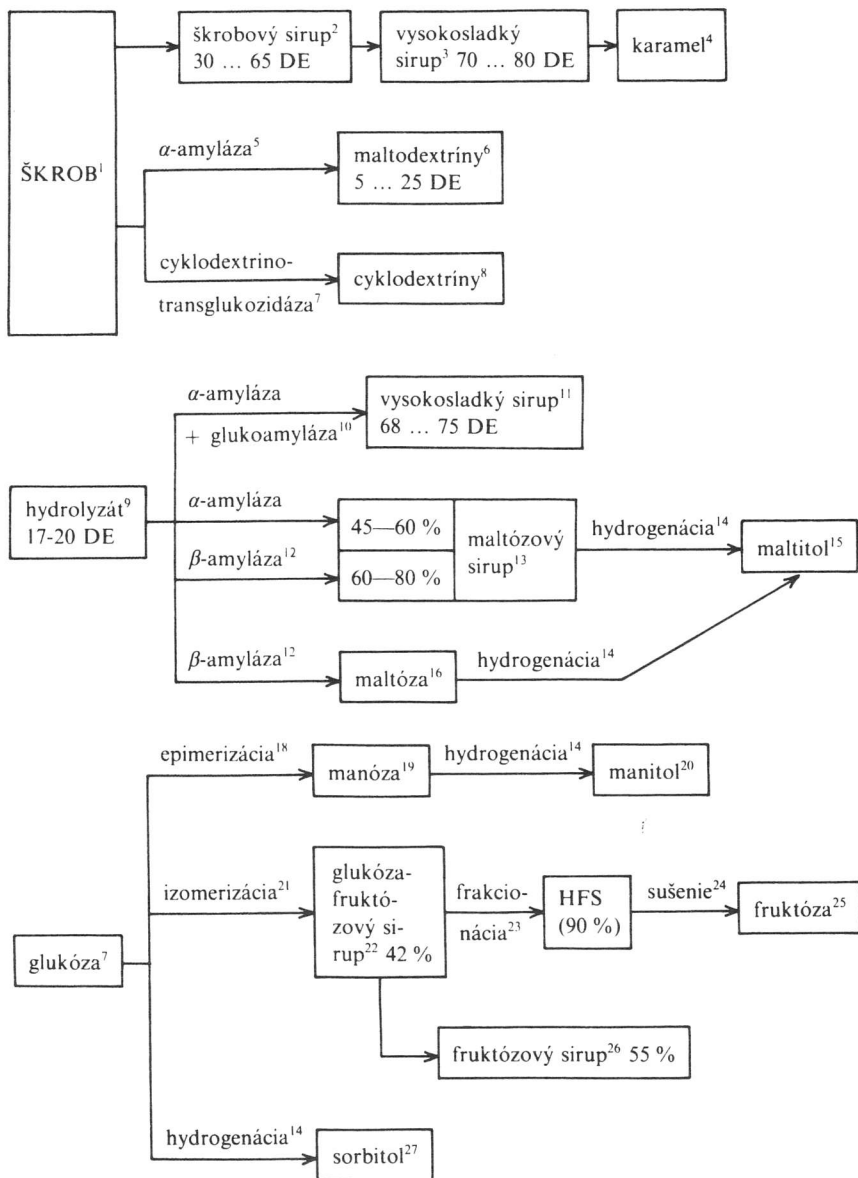 škrobový sirup²
30 ... 65 DE
vysokosladký
sirup³ 70 ... 80 DE
karamel⁴
ŠKROB¹
α-amyláza⁵
maltodextríny⁶
5 ... 25 DE
cyklodextrino-
transglukozidáza⁷
cyklodextríny⁸
α-amyláza
+ glukoamyláza¹⁰
vysokosladký sirup¹¹
68 ... 75 DE
hydrolyzát⁹
17-20 DE
α-amyláza
45—60 %
β-amyláza¹²
60—80 %
maltózový
sirup¹³
hydrogenácia¹⁴
maltitol¹⁵
β-amyláza¹²
maltóza¹⁶
hydrogenácia¹⁴
epimerizácia¹⁸
manóza¹⁹
hydrogenácia¹⁴
manitol²⁰
glukóza⁷
izomerizácia²¹
glukóza-
fruktó-
zový si-
rup²² 42 %
frakcio-
nácia²³
HFS
(90 %)
sušenie²⁴
fruktóza²⁵
fruktózový sirup²⁶ 55 %
hydrogenácia¹⁴
sorbitol²⁷